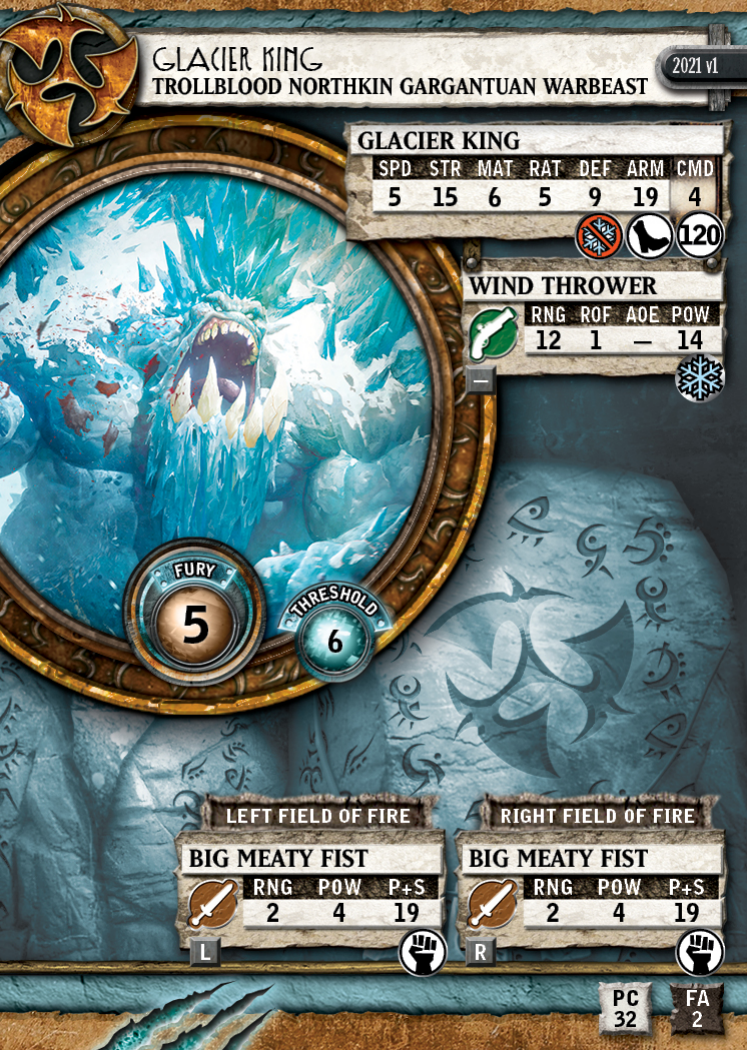 GLACIER KING
TROLLBLOOD NORTHKIN GARGANTUAN WARBEAST
2021 v1
GLACIER KING
SPD STR MAT RAT DEF ARM CMD
5 15 6 5 9 19 4
120
WIND THROWER
RNG ROF AOE POW
12 1 — 14
—
FURY
5
THRESHOLD
6
LEFT FIELD OF FIRE
BIG MEATY FIST
RNG POW P+S
2 4 19
L
RIGHT FIELD OF FIRE
BIG MEATY FIST
RNG POW P+S
2 4 19
R
PC
32
FA
2